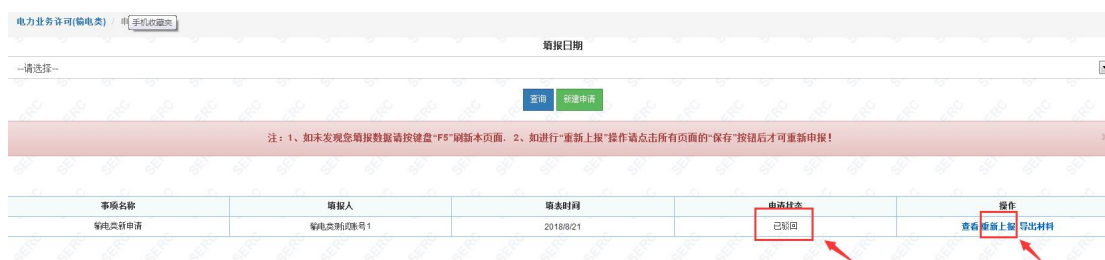 电力业务许可(输电类) / 申 手机收藏夹
填报日期
--请选择--
查询 新建申请
注：1、如未发现您填报数据请按键盘“F5”刷新本页面. 2、如进行“重新上报”操作请点击所有页面的“保存”按钮后才可重新申报！
事项名称 填报人 填表时间 申请状态 操作
输电类新申请 输电类测试账号1 2018/8/21 已驳回 查看 重新上报 导出材料
SERC